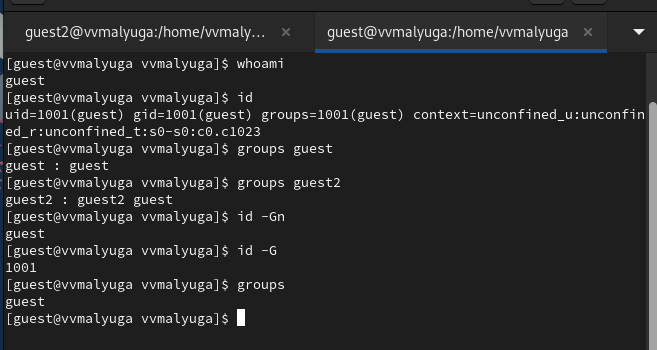 guest2@vvmalyuga:/home/vvmaly... × guest@vvmalyuga:/home/vvmalyuga ×
[guest@vvmalyuga vvmalyuga]$ whoami
guest
[guest@vvmalyuga vvmalyuga]$ id
uid=1001(guest) gid=1001(guest) groups=1001(guest) context=unconfined_u:unconfin
ed_r:unconfined_t:s0-s0:c0.c1023
[guest@vvmalyuga vvmalyuga]$ groups guest
guest : guest
[guest@vvmalyuga vvmalyuga]$ groups guest2
guest2 : guest2 guest
[guest@vvmalyuga vvmalyuga]$ id -Gn
guest
[guest@vvmalyuga vvmalyuga]$ id -G
1001
[guest@vvmalyuga vvmalyuga]$ groups
guest
[guest@vvmalyuga vvmalyuga]$